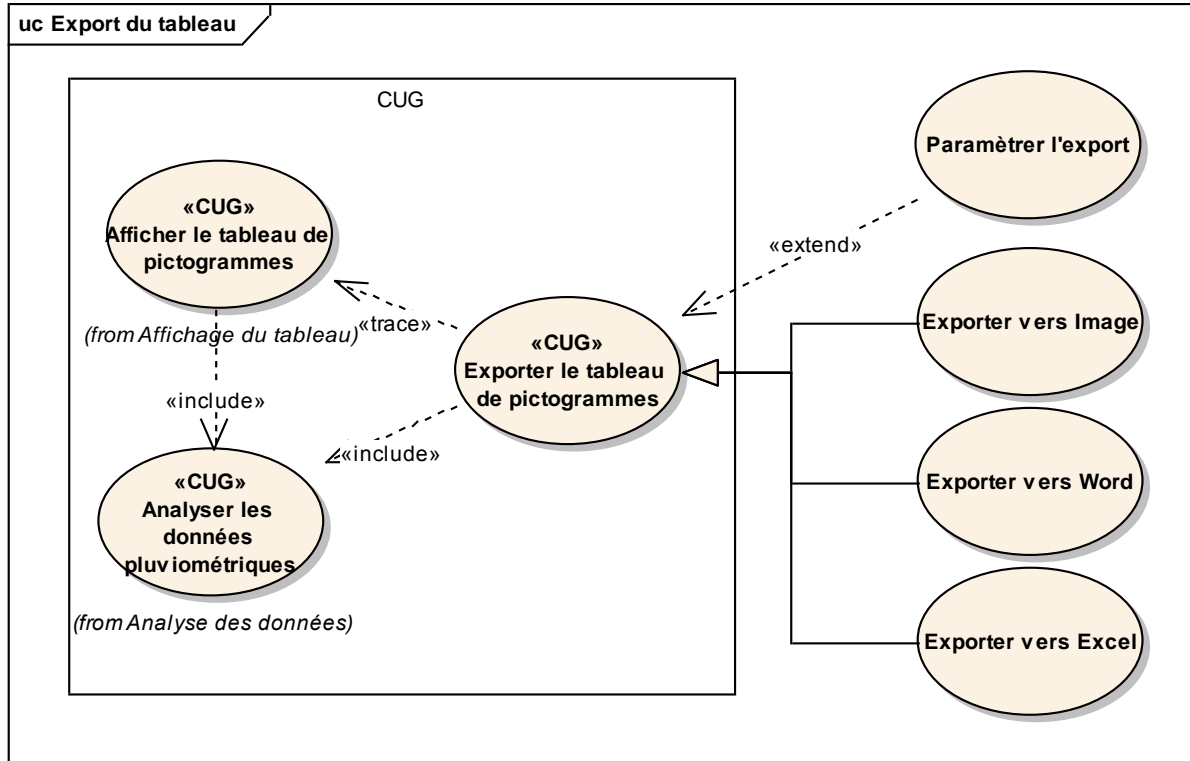 uc Export du tableau
CUG
«CUG»
Afficher le tableau de
pictogrammes
(from Affichage du tableau)
«trace»
«include»
«CUG»
Analyser les
données
pluviométriques
(from Analyse des données)
«include»
«CUG»
Exporter le tableau
de pictogrammes
«extend»
Paramètrer l'export
Exporter vers Image
Exporter vers Word
Exporter vers Excel